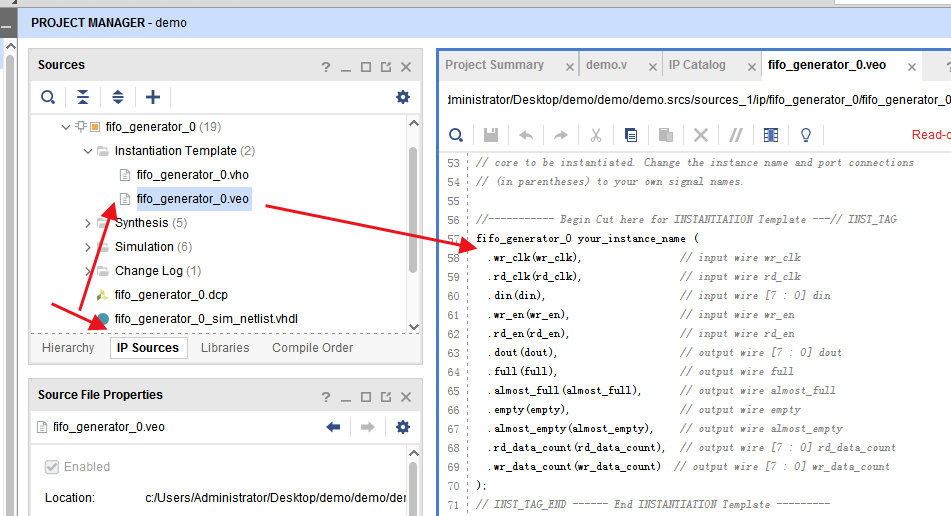 PROJECT MANAGER - demo
Sources
fifo_generator_0 (19)
Instantiation Template (2)
fifo_generator_0.vho
fifo_generator_0.veo
Synthesis (5)
Simulation (6)
Change Log (1)
fifo_generator_0.dcp
fifo_generator_0_sim_netlist.vhdl
Hierarchy IP Sources Libraries Compile Order
Source File Properties
fifo_generator_0.veo
Enabled
Location: c:/Users/Administrator/Desktop/demo/demo/der
Project Summary demo.v IP Catalog fifo_generator_0.veo
dministrator/Desktop/demo/demo/demo.srcs/sources_1/ip/fifo_generator_0/fifo_generator_0
Read-o
53 // core to be instantiated. Change the instance name and port connections
54 // (in parentheses) to your own signal names.
55
56 //----------- Begin Cut here for INSTANTIATION Template ---// INST_TAG
57 fifo_generator_0 your_instance_name (
58 .wr_clk(wr_clk), // input wire wr_clk
59 .rd_clk(rd_clk), // input wire rd_clk
60 .din(din), // input wire [7 : 0] din
61 .wr_en(wr_en), // input wire wr_en
62 .rd_en(rd_en), // input wire rd_en
63 .dout(dout), // output wire [7 : 0] dout
64 .full(full), // output wire full
65 .almost_full(almost_full), // output wire almost_full
66 .empty(empty), // output wire empty
67 .almost_empty(almost_empty), // output wire almost_empty
68 .rd_data_count(rd_data_count), // output wire [7 : 0] rd_data_count
69 .wr_data_count(wr_data_count) // output wire [7 : 0] wr_data_count
70 );
71 // INST_TAG_END ------ End INSTANTIATION Template ---------